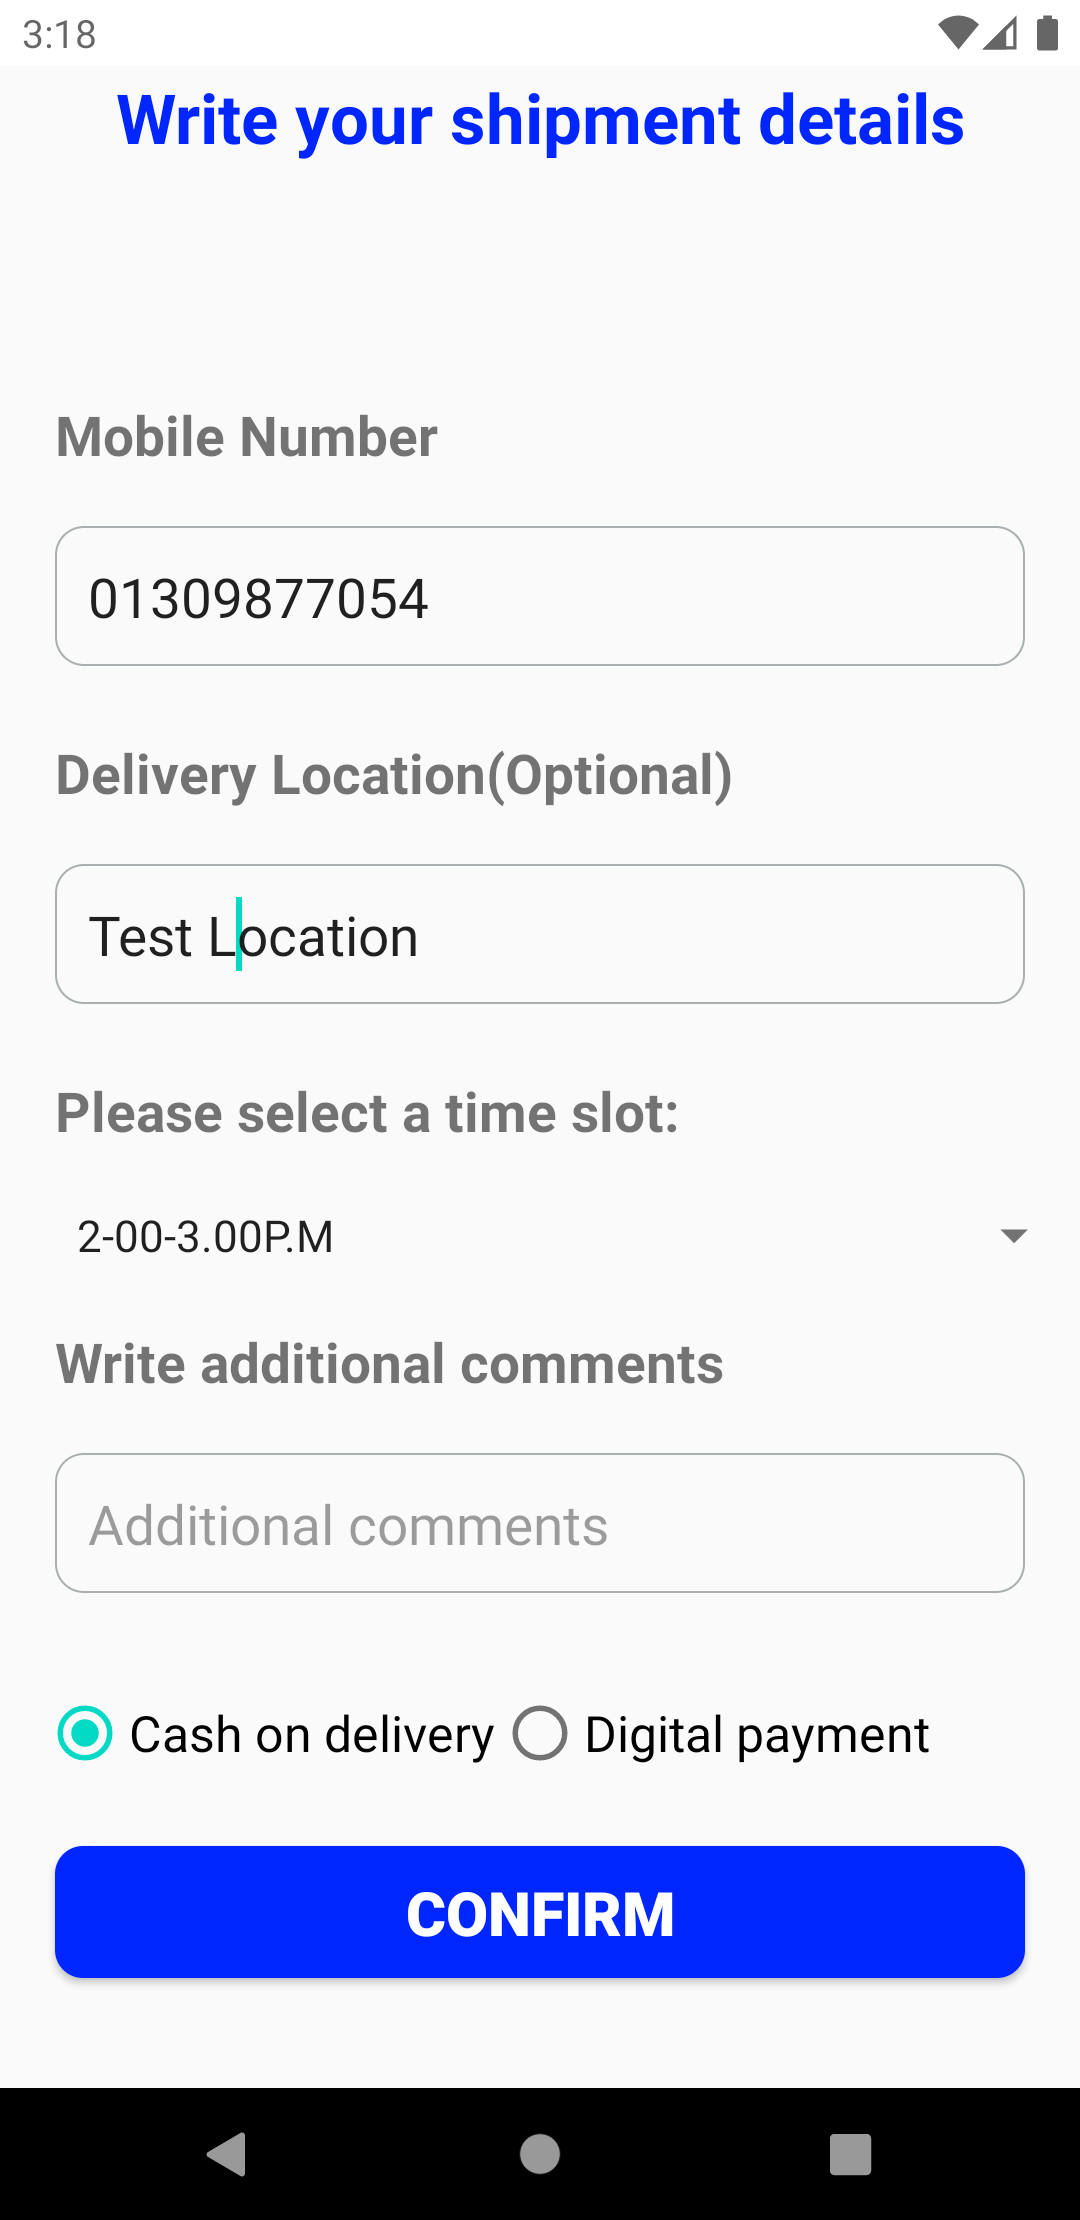 3:18
Write your shipment details
Mobile Number
01309877054
Delivery Location(Optional)
Test Location
Please select a time slot:
2-00-3.00P.M
Write additional comments
Additional comments
Cash on delivery Digital payment
CONFIRM